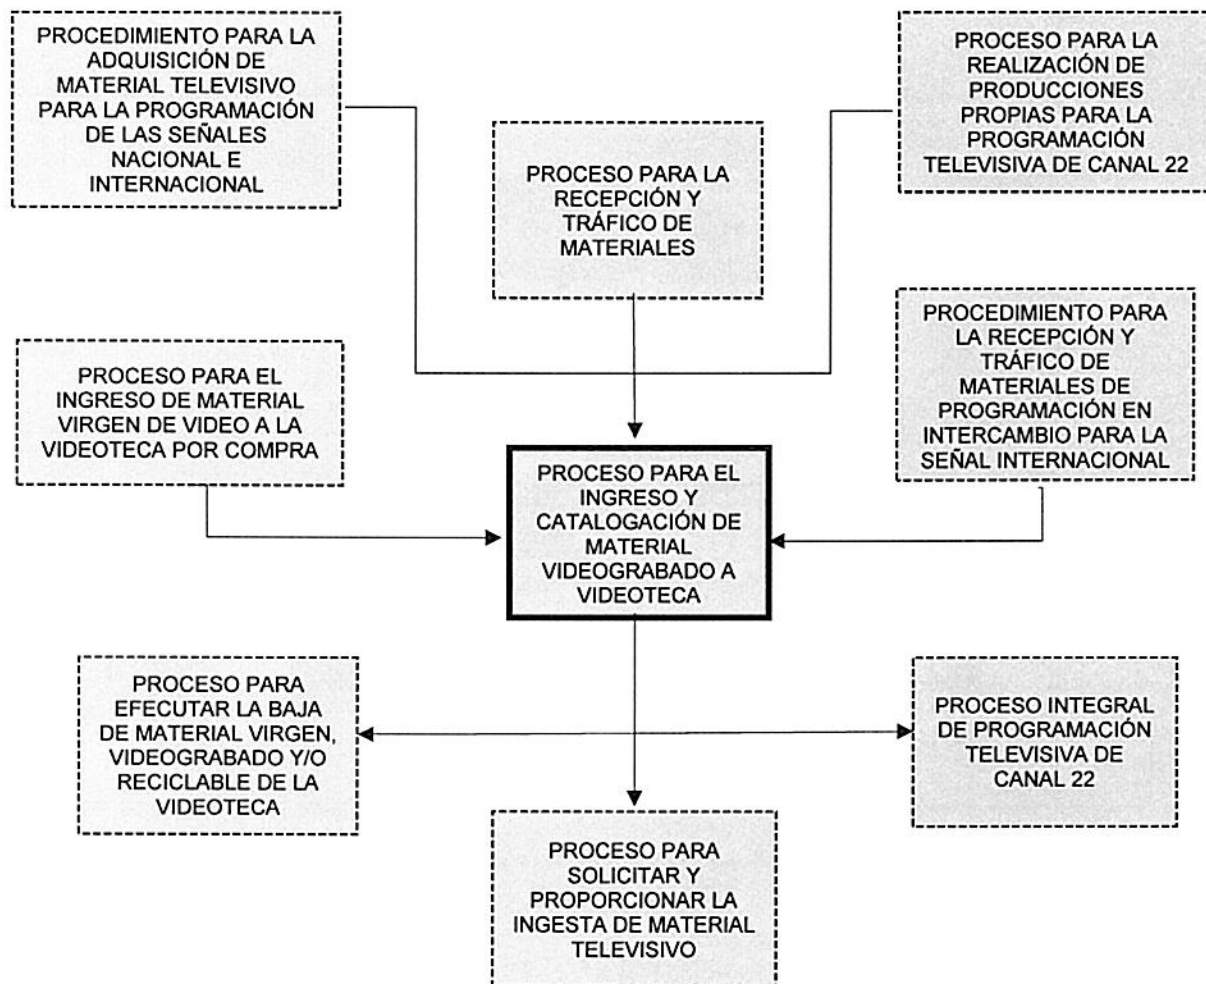 PROCEDIMIENTO PARA LA
ADQUISICIÓN DE
MATERIAL TELEVISIVO
PARA LA PROGRAMACIÓN
DE LAS SEÑALES
NACIONAL E
INTERNACIONAL
PROCESO PARA LA
RECEPCIÓN Y
TRÁFICO DE
MATERIALES
PROCESO PARA LA
REALIZACIÓN DE
PRODUCCIONES
PROPIAS PARA LA
PROGRAMACIÓN
TELEVISIVA DE CANAL 22
PROCESO PARA EL
INGRESO DE MATERIAL
VIRGEN DE VIDEO A LA
VIDEOTECA POR COMPRA
PROCEDIMIENTO PARA
LA RECEPCIÓN Y
TRÁFICO DE
MATERIALES DE
PROGRAMACIÓN EN
INTERCAMBIO PARA LA
SEÑAL INTERNACIONAL
PROCESO PARA EL
INGRESO Y
CATALOGACIÓN DE
MATERIAL
VIDEOGRABADO A
VIDEOTECA
PROCESO PARA
EFECUTAR LA BAJA
DE MATERIAL VIRGEN,
VIDEOGRABADO Y/O
RECICLABLE DE LA
VIDEOTECA
PROCESO INTEGRAL
DE PROGRAMACIÓN
TELEVISIVA DE
CANAL 22
PROCESO PARA
SOLICITAR Y
PROPORCIONAR LA
INGESTA DE MATERIAL
TELEVISIVO